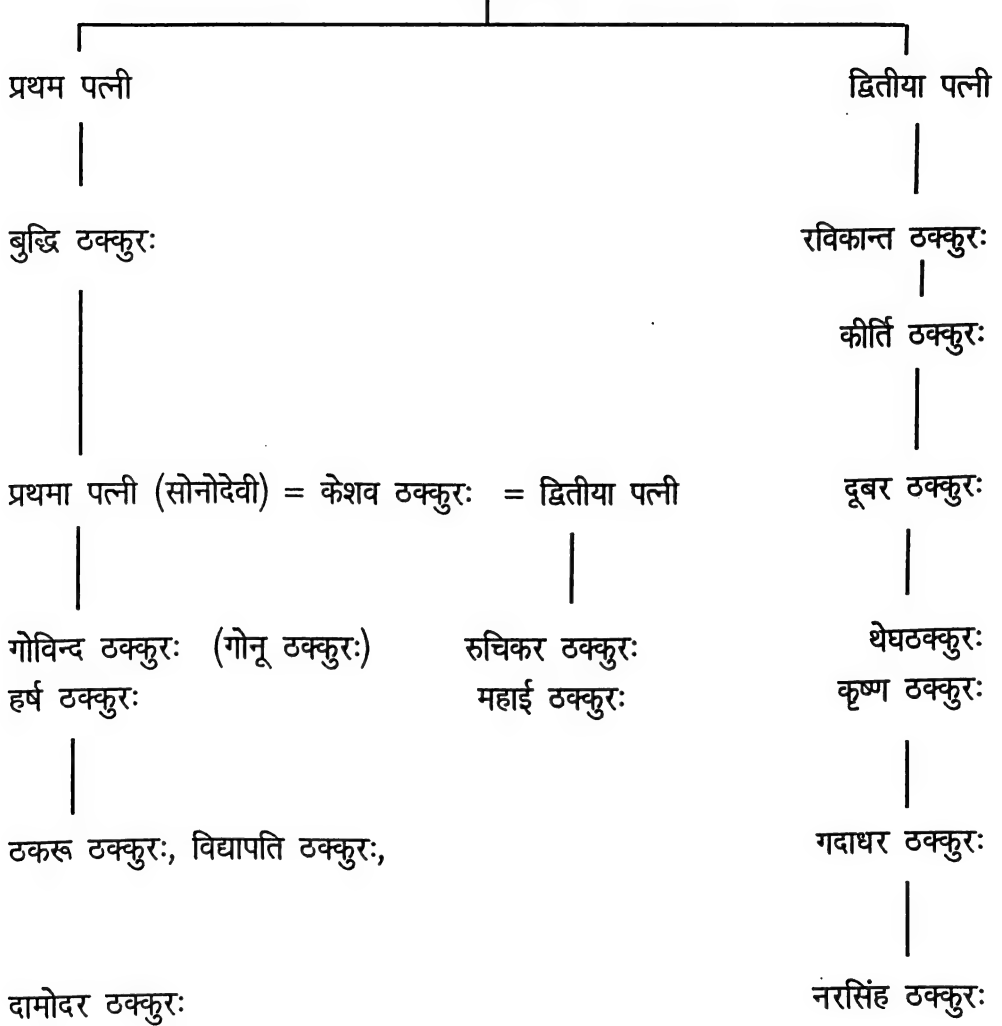 प्रथम पत्नी द्वितीया पत्नी
बुद्धि ठक्कुरः रविकान्त ठक्कुरः
कीर्ति ठक्कुरः
प्रथमा पत्नी (सोनोदेवी) = केशव ठक्कुरः = द्वितीया पत्नी दूबर ठक्कुरः
गोविन्द ठक्कुरः (गोनू ठक्कुरः) रुचिकर ठक्कुरः थेघठक्कुरः
हर्ष ठक्कुरः महाई ठक्कुरः कृष्ण ठक्कुरः
ठकरू ठक्कुरः, विद्यापति ठक्कुरः, गदाधर ठक्कुरः
दामोदर ठक्कुरः नरसिंह ठक्कुरः